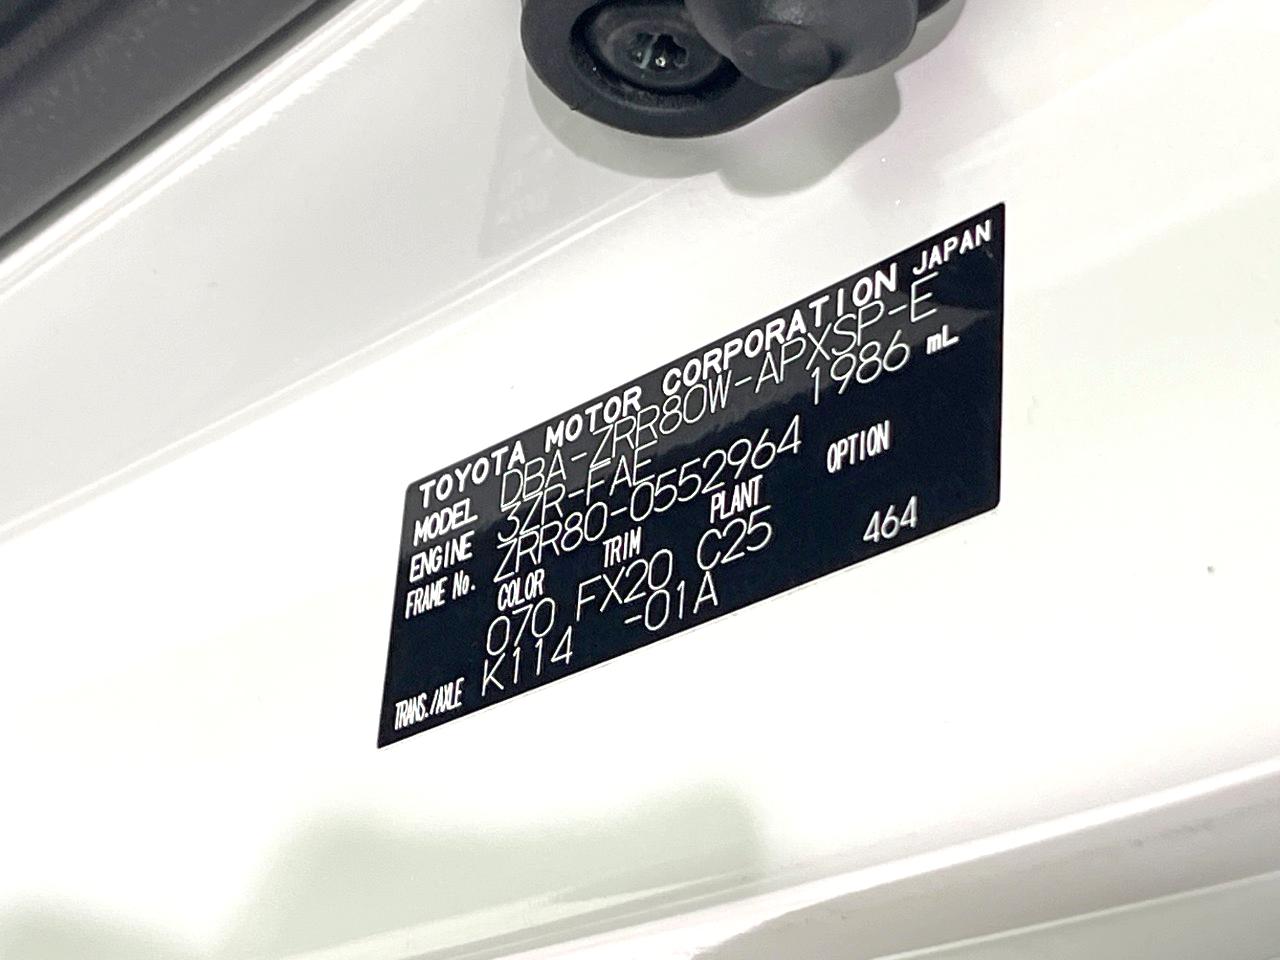 TOYOTA MOTOR CORPORATION JAPAN
MODEL DBA-ZRR80W-APXSP-E
ENGINE 3ZR-FAE 1986 mL
FRAME No. ZRR80-0552964
COLOR TRIM PLANT OPTION
070 FX20 C25 464
TRANS./AXLE K114 -01A